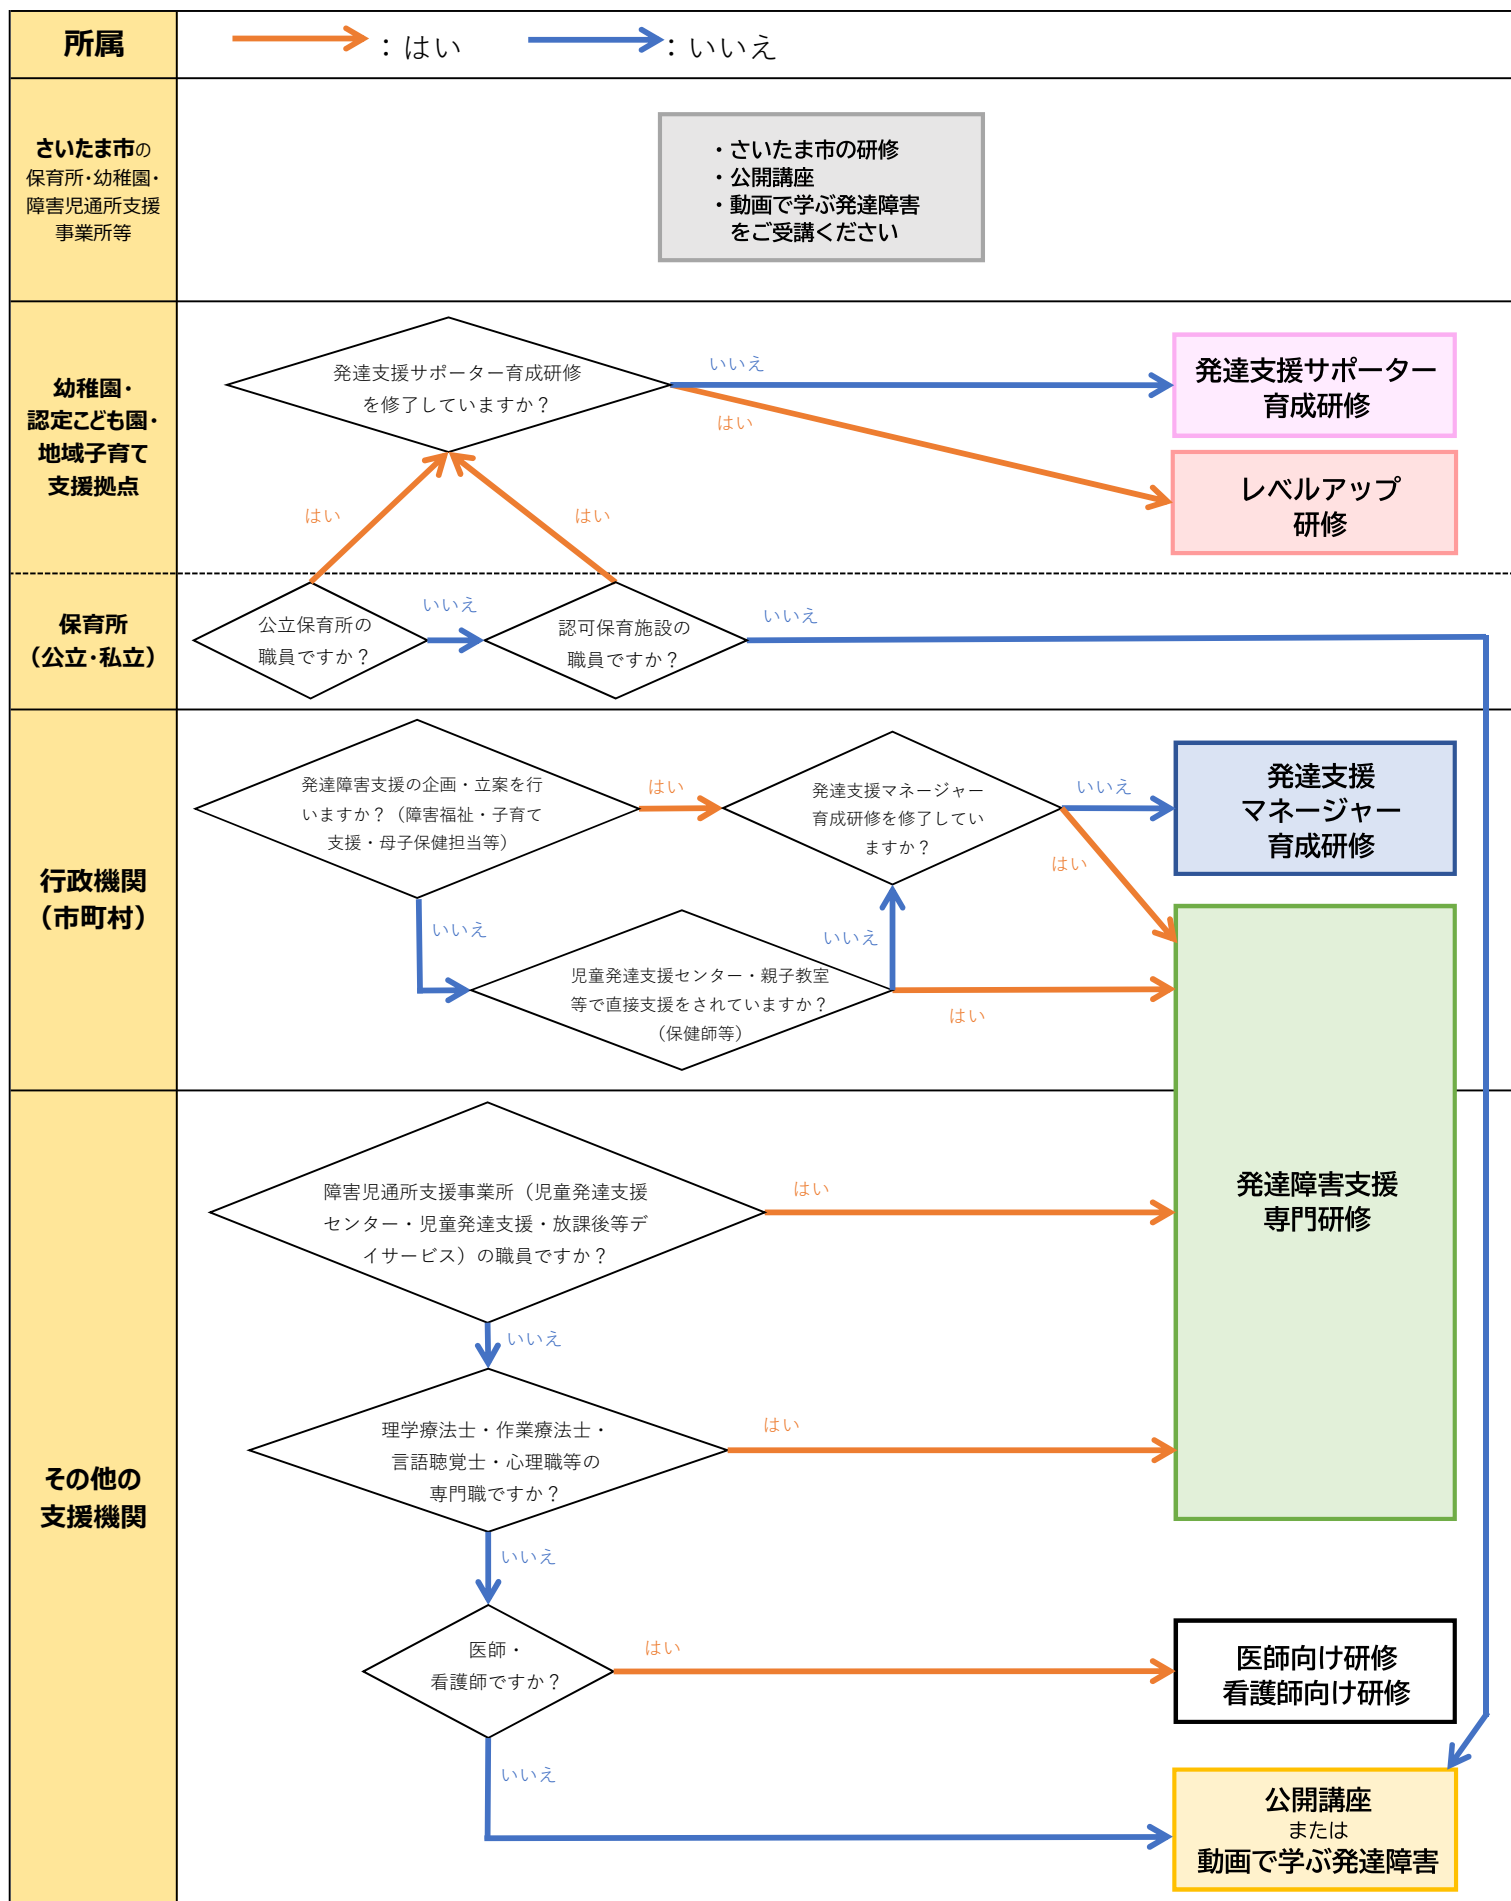 所属
：はい
：いいえ
さいたま市の
保育所・幼稚園・
障害児通所支援
事業所等
・さいたま市の研修
・公開講座
・動画で学ぶ発達障害
をご受講ください
幼稚園・
認定こども園・
地域子育て
支援拠点
発達支援サポーター育成研修
を修了していますか？
いいえ
はい
発達支援サポーター
育成研修
レベルアップ
研修
はい
はい
保育所
（公立・私立）
公立保育所の
職員ですか？
いいえ
認可保育施設の
職員ですか？
いいえ
行政機関
（市町村）
発達障害支援の企画・立案を行
いますか？（障害福祉・子育て
支援・母子保健担当等）
はい
発達支援マネージャー
育成研修を修了してい
ますか？
いいえ
はい
発達支援
マネージャー
育成研修
いいえ
児童発達支援センター・親子教室
等で直接支援をされていますか？
（保健師等）
いいえ
はい
発達障害支援
専門研修
その他の
支援機関
障害児通所支援事業所（児童発達支援
センター・児童発達支援・放課後等デ
イサービス）の職員ですか？
はい
いいえ
理学療法士・作業療法士・
言語聴覚士・心理職等の
専門職ですか？
はい
いいえ
医師・
看護師ですか？
はい
医師向け研修
看護師向け研修
いいえ
公開講座
または
動画で学ぶ発達障害